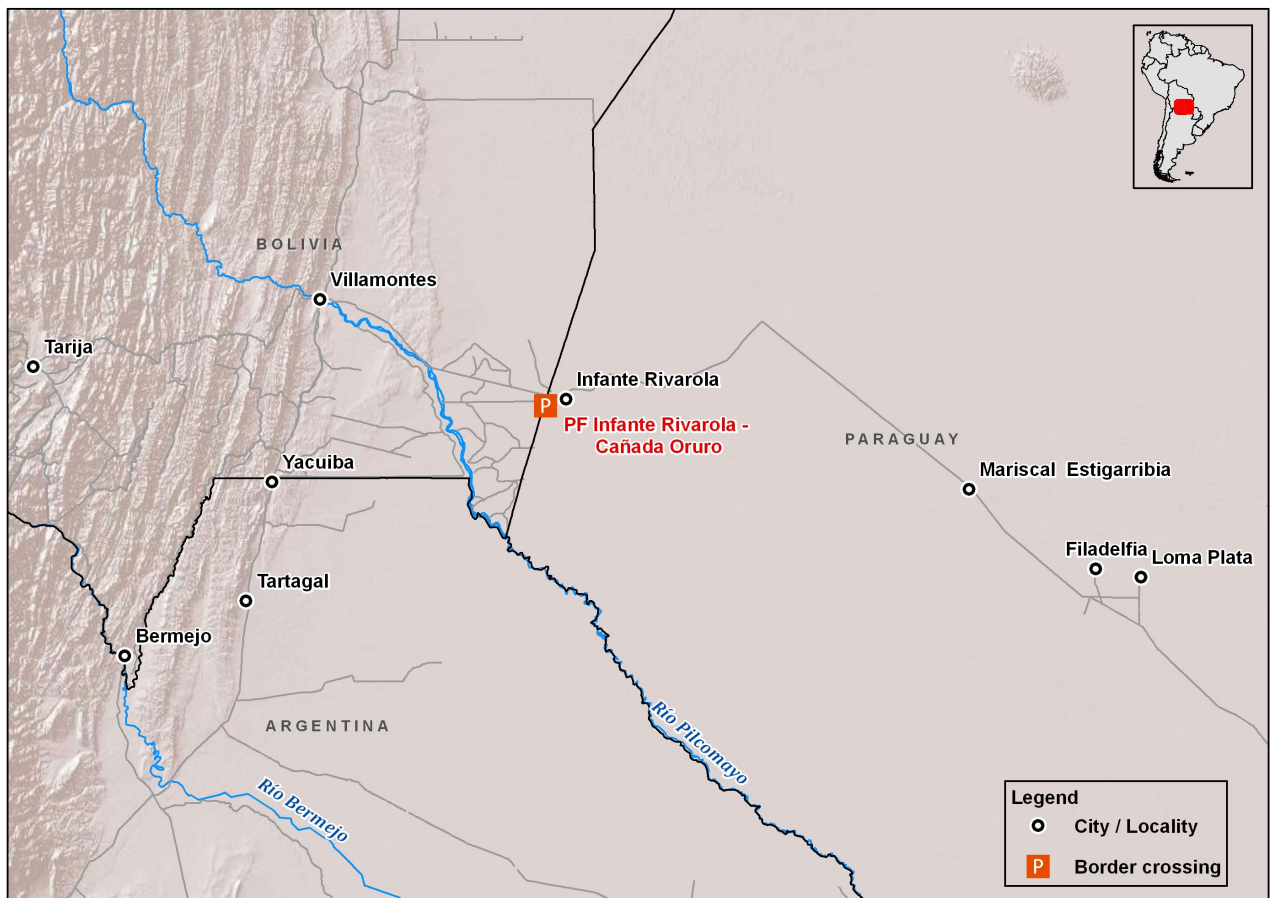 BOLIVIA
Villamontes
Tarija
Infante Rivarola
P
PF Infante Rivarola -
Cañada Oruro
PARAGUAY
Yacuiba
Mariscal Estigarribia
Filadelfia
Loma Plata
Tartagal
Bermejo
ARGENTINA
Río Pilcomayo
Río Bermejo
Legend
City / Locality
P
Border crossing